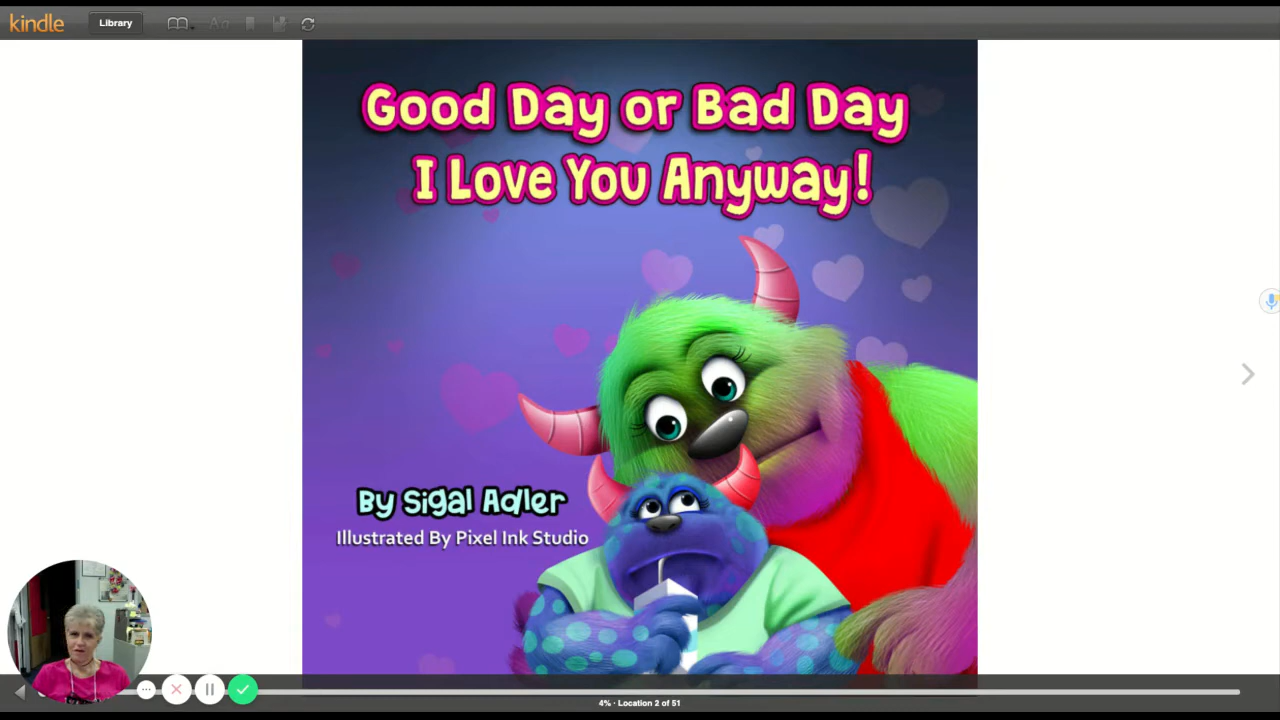 kindle
Library
Aa
Good Day or Bad Day
I Love You Anyway!
By Sigal Adler
Illustrated By Pixel Ink Studio
4% · Location 2 of 51